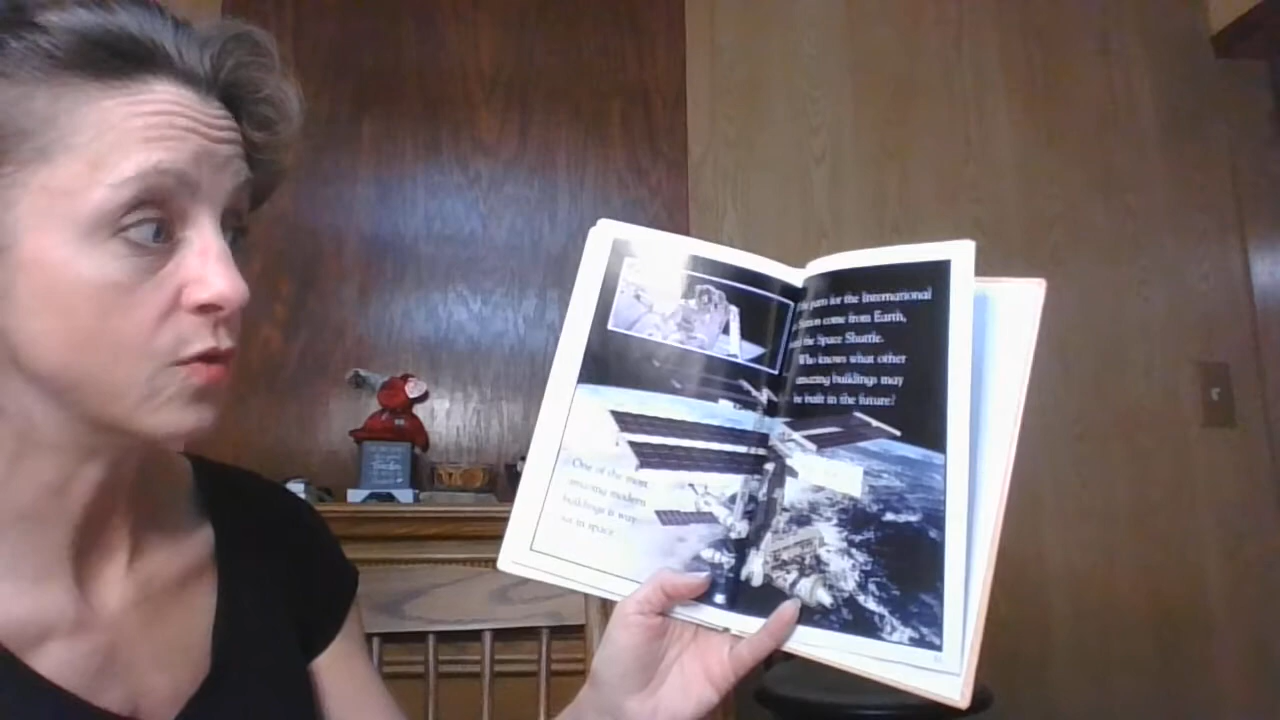 One of the most
amazing modern
buildings is way
out in space.
the parts for the International
Station come from Earth,
the Space Shuttle.
Who knows what other
amazing buildings may
be built in the future?